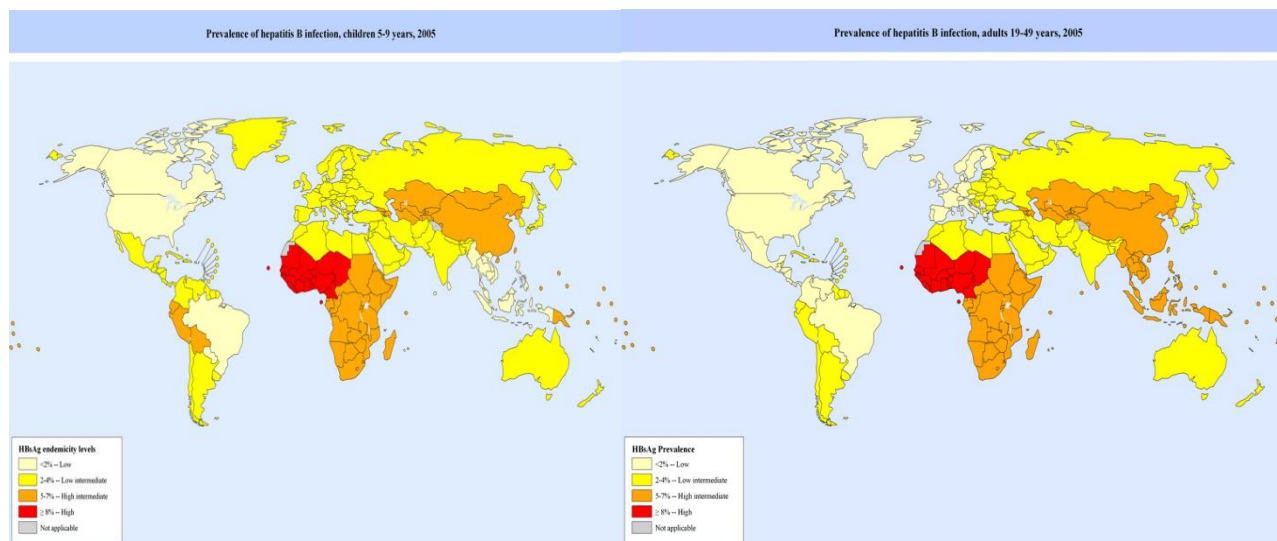 Prevalence of hepatitis B infection, children 5-9 years, 2005
HBsAg endemicity levels
<2% -- Low
2-4% -- Low intermediate
5-7% -- High intermediate
≥ 8% -- High
Not applicable
Prevalence of hepatitis B infection, adults 19-49 years, 2005
HBsAg Prevalence
<2% -- Low
2-4% -- Low intermediate
5-7% -- High intermediate
≥ 8% -- High
Not applicable